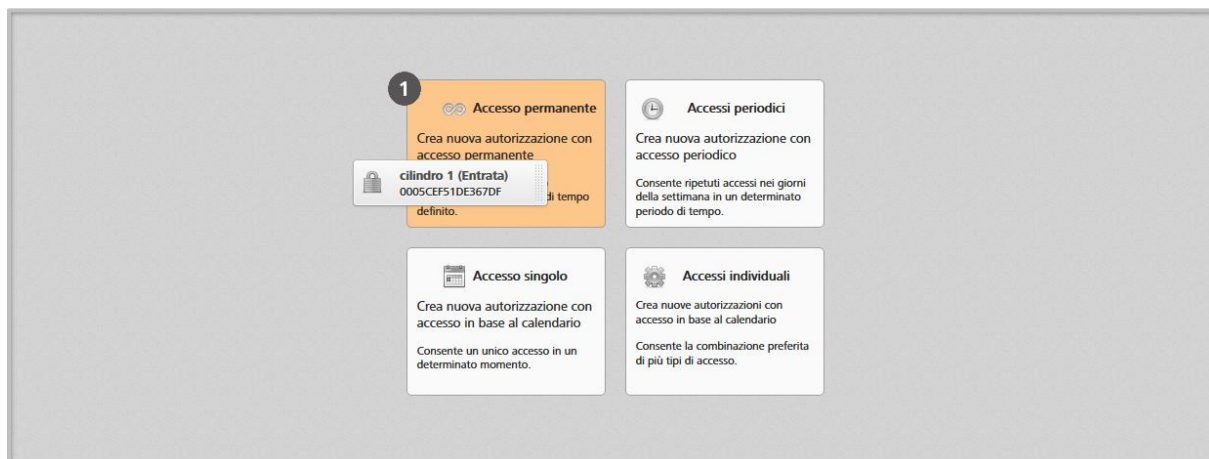 1
Accesso permanente
Crea nuova autorizzazione con
accesso permanente
cilindro 1 (Entrata)
0005CEF51DE367DF
di tempo
definito.
Accessi periodici
Crea nuova autorizzazione con
accesso periodico
Consente ripetuti accessi nei giorni
della settimana in un determinato
periodo di tempo.
Accesso singolo
Crea nuova autorizzazione con
accesso in base al calendario
Consente un unico accesso in un
determinato momento.
Accessi individuali
Crea nuove autorizzazioni con
accesso in base al calendario
Consente la combinazione preferita
di più tipi di accesso.